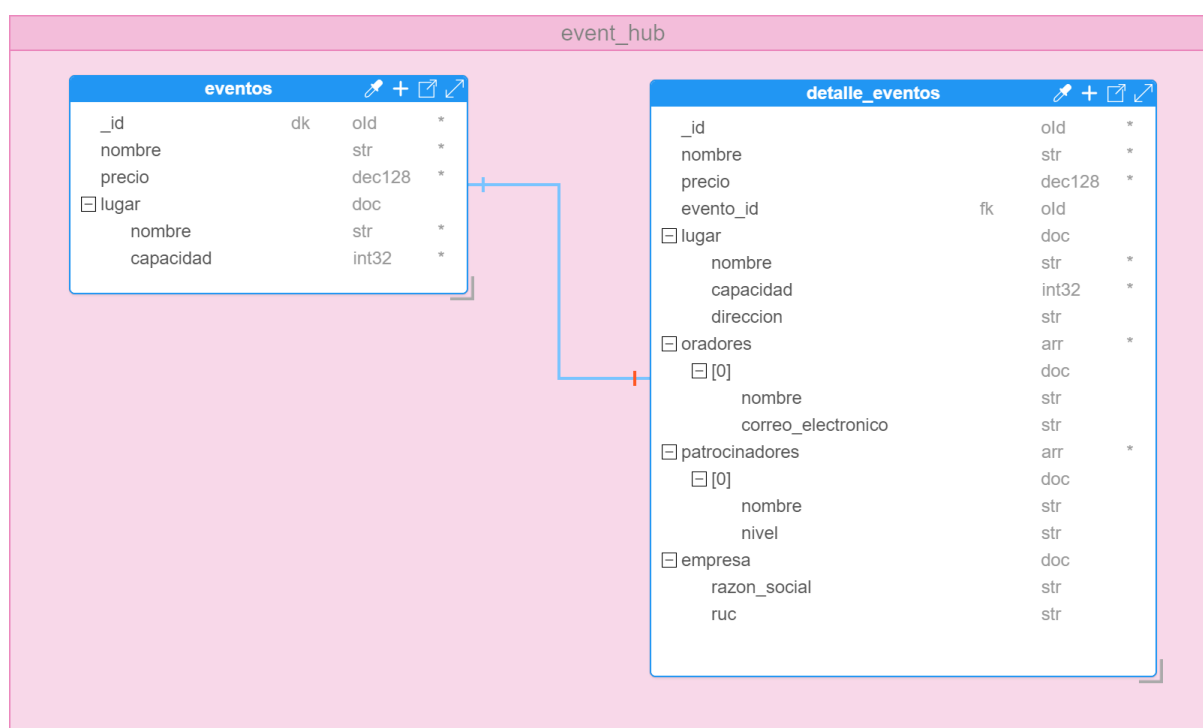 event_hub
eventos
_id dk oId *
nombre str *
precio dec128 *
lugar doc
nombre str *
capacidad int32 *
detalle_eventos
_id oId *
nombre str *
precio dec128 *
evento_id fk oId
lugar doc
nombre str *
capacidad int32 *
direccion str
oradores arr *
[0] doc
nombre str
correo_electronico str
patrocinadores arr *
[0] doc
nombre str
nivel str
empresa doc
razon_social str
ruc str